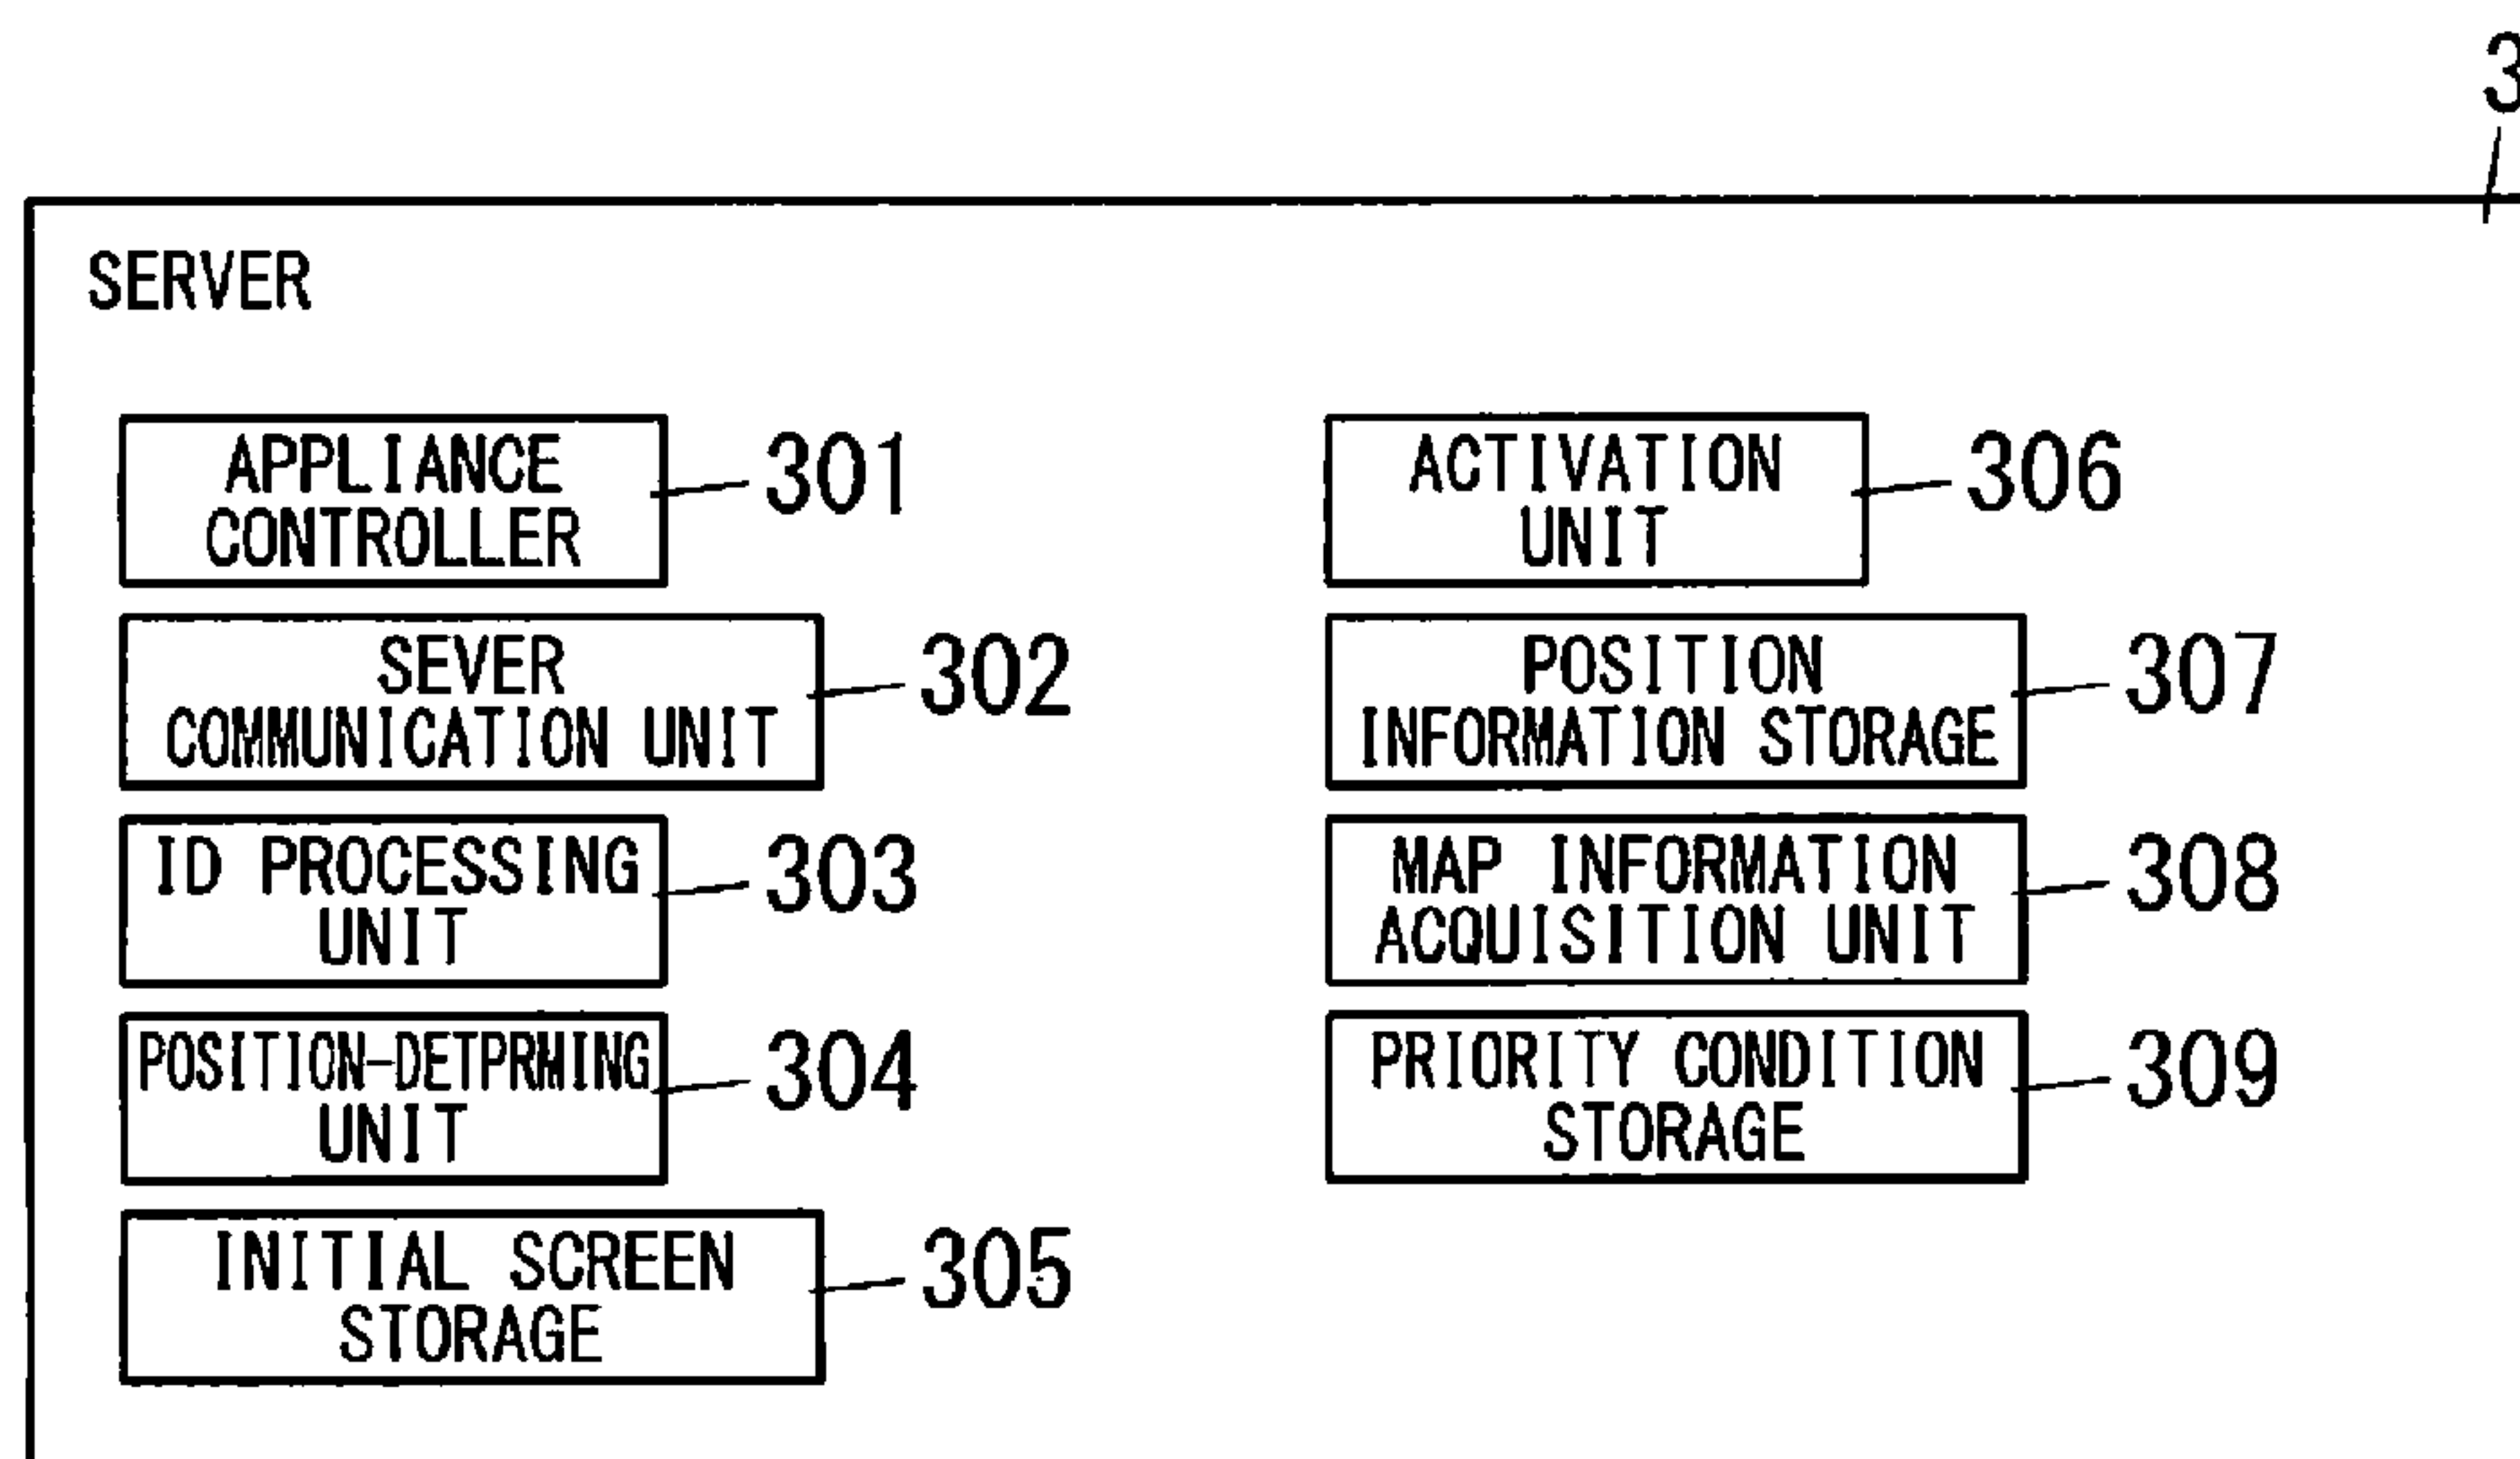 3
SERVER
APPLIANCE
CONTROLLER
301
SEVER
COMMUNICATION UNIT
302
ID PROCESSING
UNIT
303
POSITION-DETPRMING
UNIT
304
INITIAL SCREEN
STORAGE
305
ACTIVATION
UNIT
306
POSITION
INFORMATION STORAGE
307
MAP INFORMATION
ACQUISITION UNIT
308
PRIORITY CONDITION
STORAGE
309